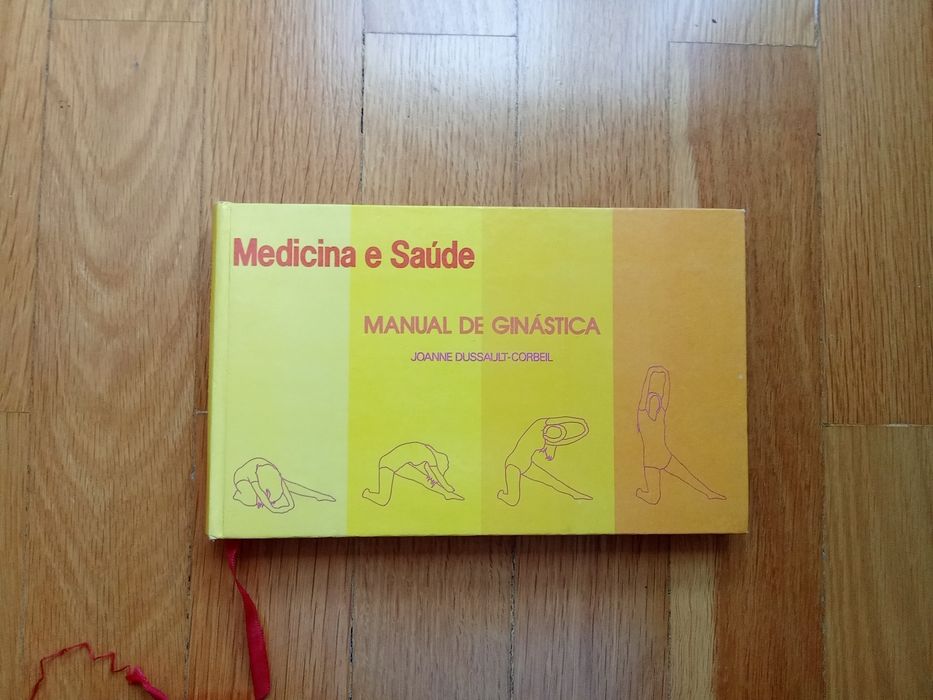 Medicina e Saúde
MANUAL DE GINÁSTICA
JOANNE DUSSAULT-CORBEIL